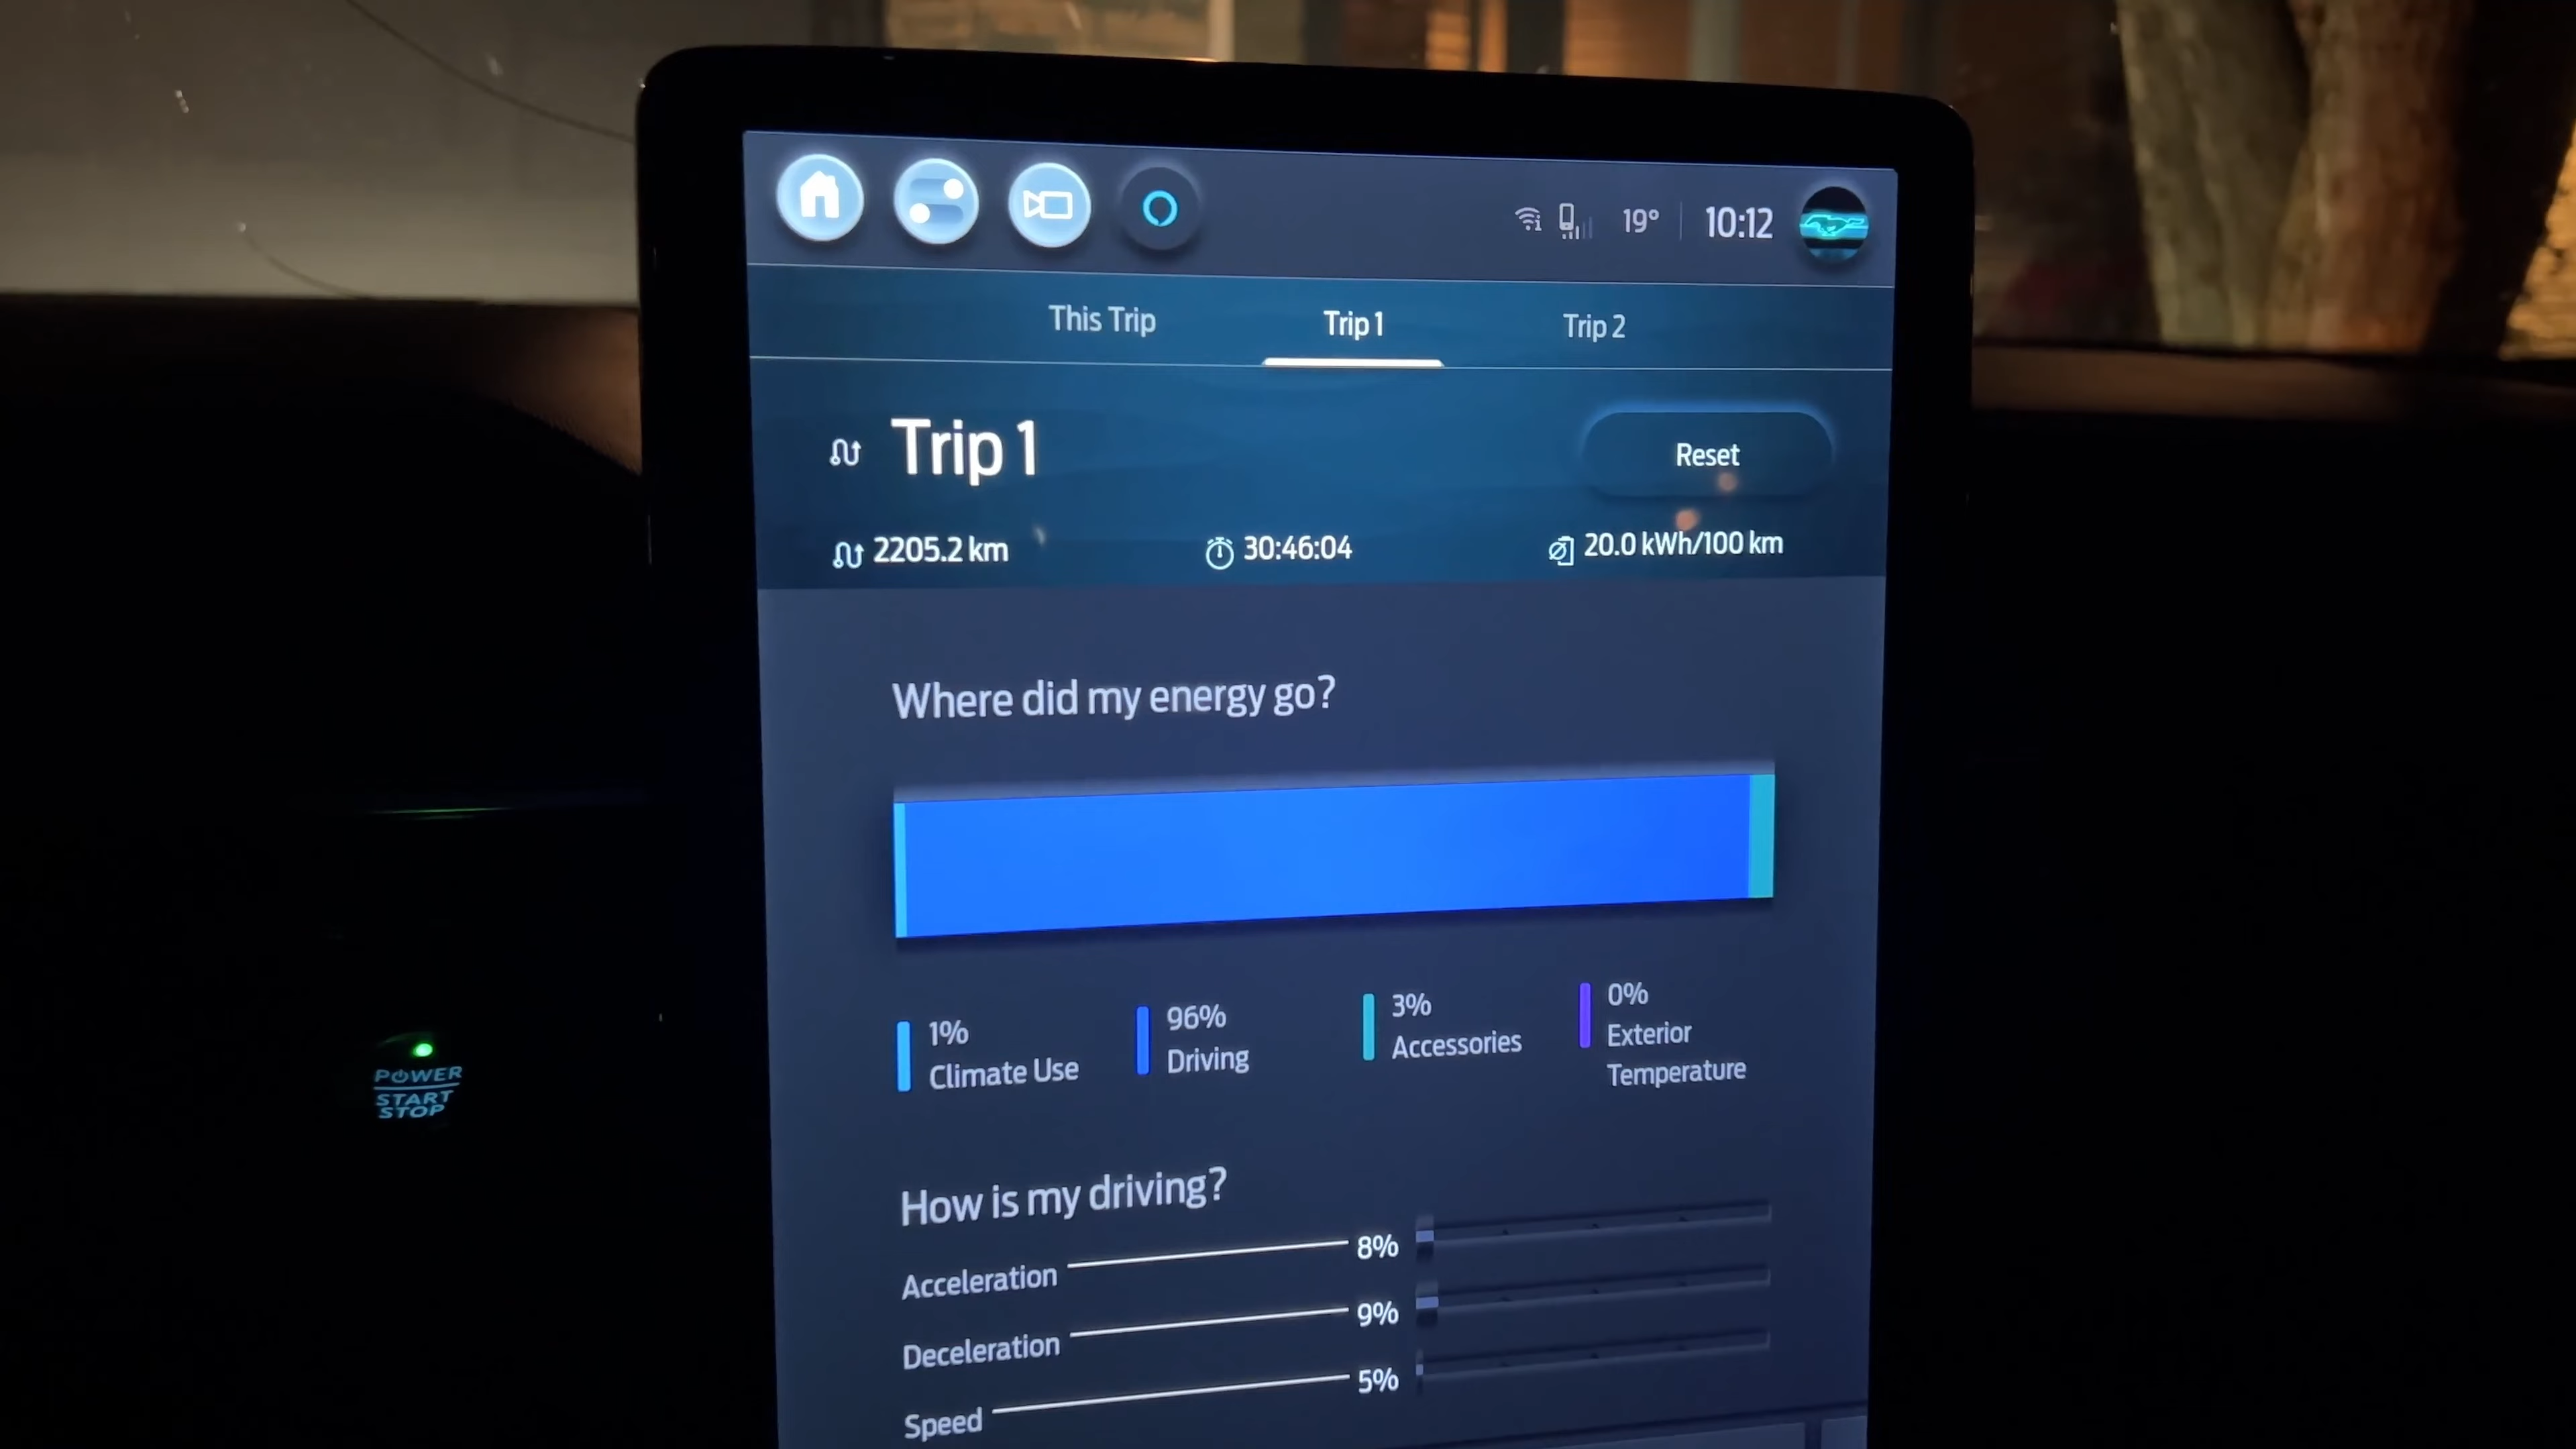 19° 10:12
This Trip Trip 1 Trip 2
Trip 1 Reset
2205.2 km 30:46:04 20.0 kWh/100 km
Where did my energy go?
1% 96% 3% 0%
Climate Use Driving Accessories Exterior
Temperature
How is my driving?
Acceleration 8%
Deceleration 9%
Speed 5%
POWER
START
STOP